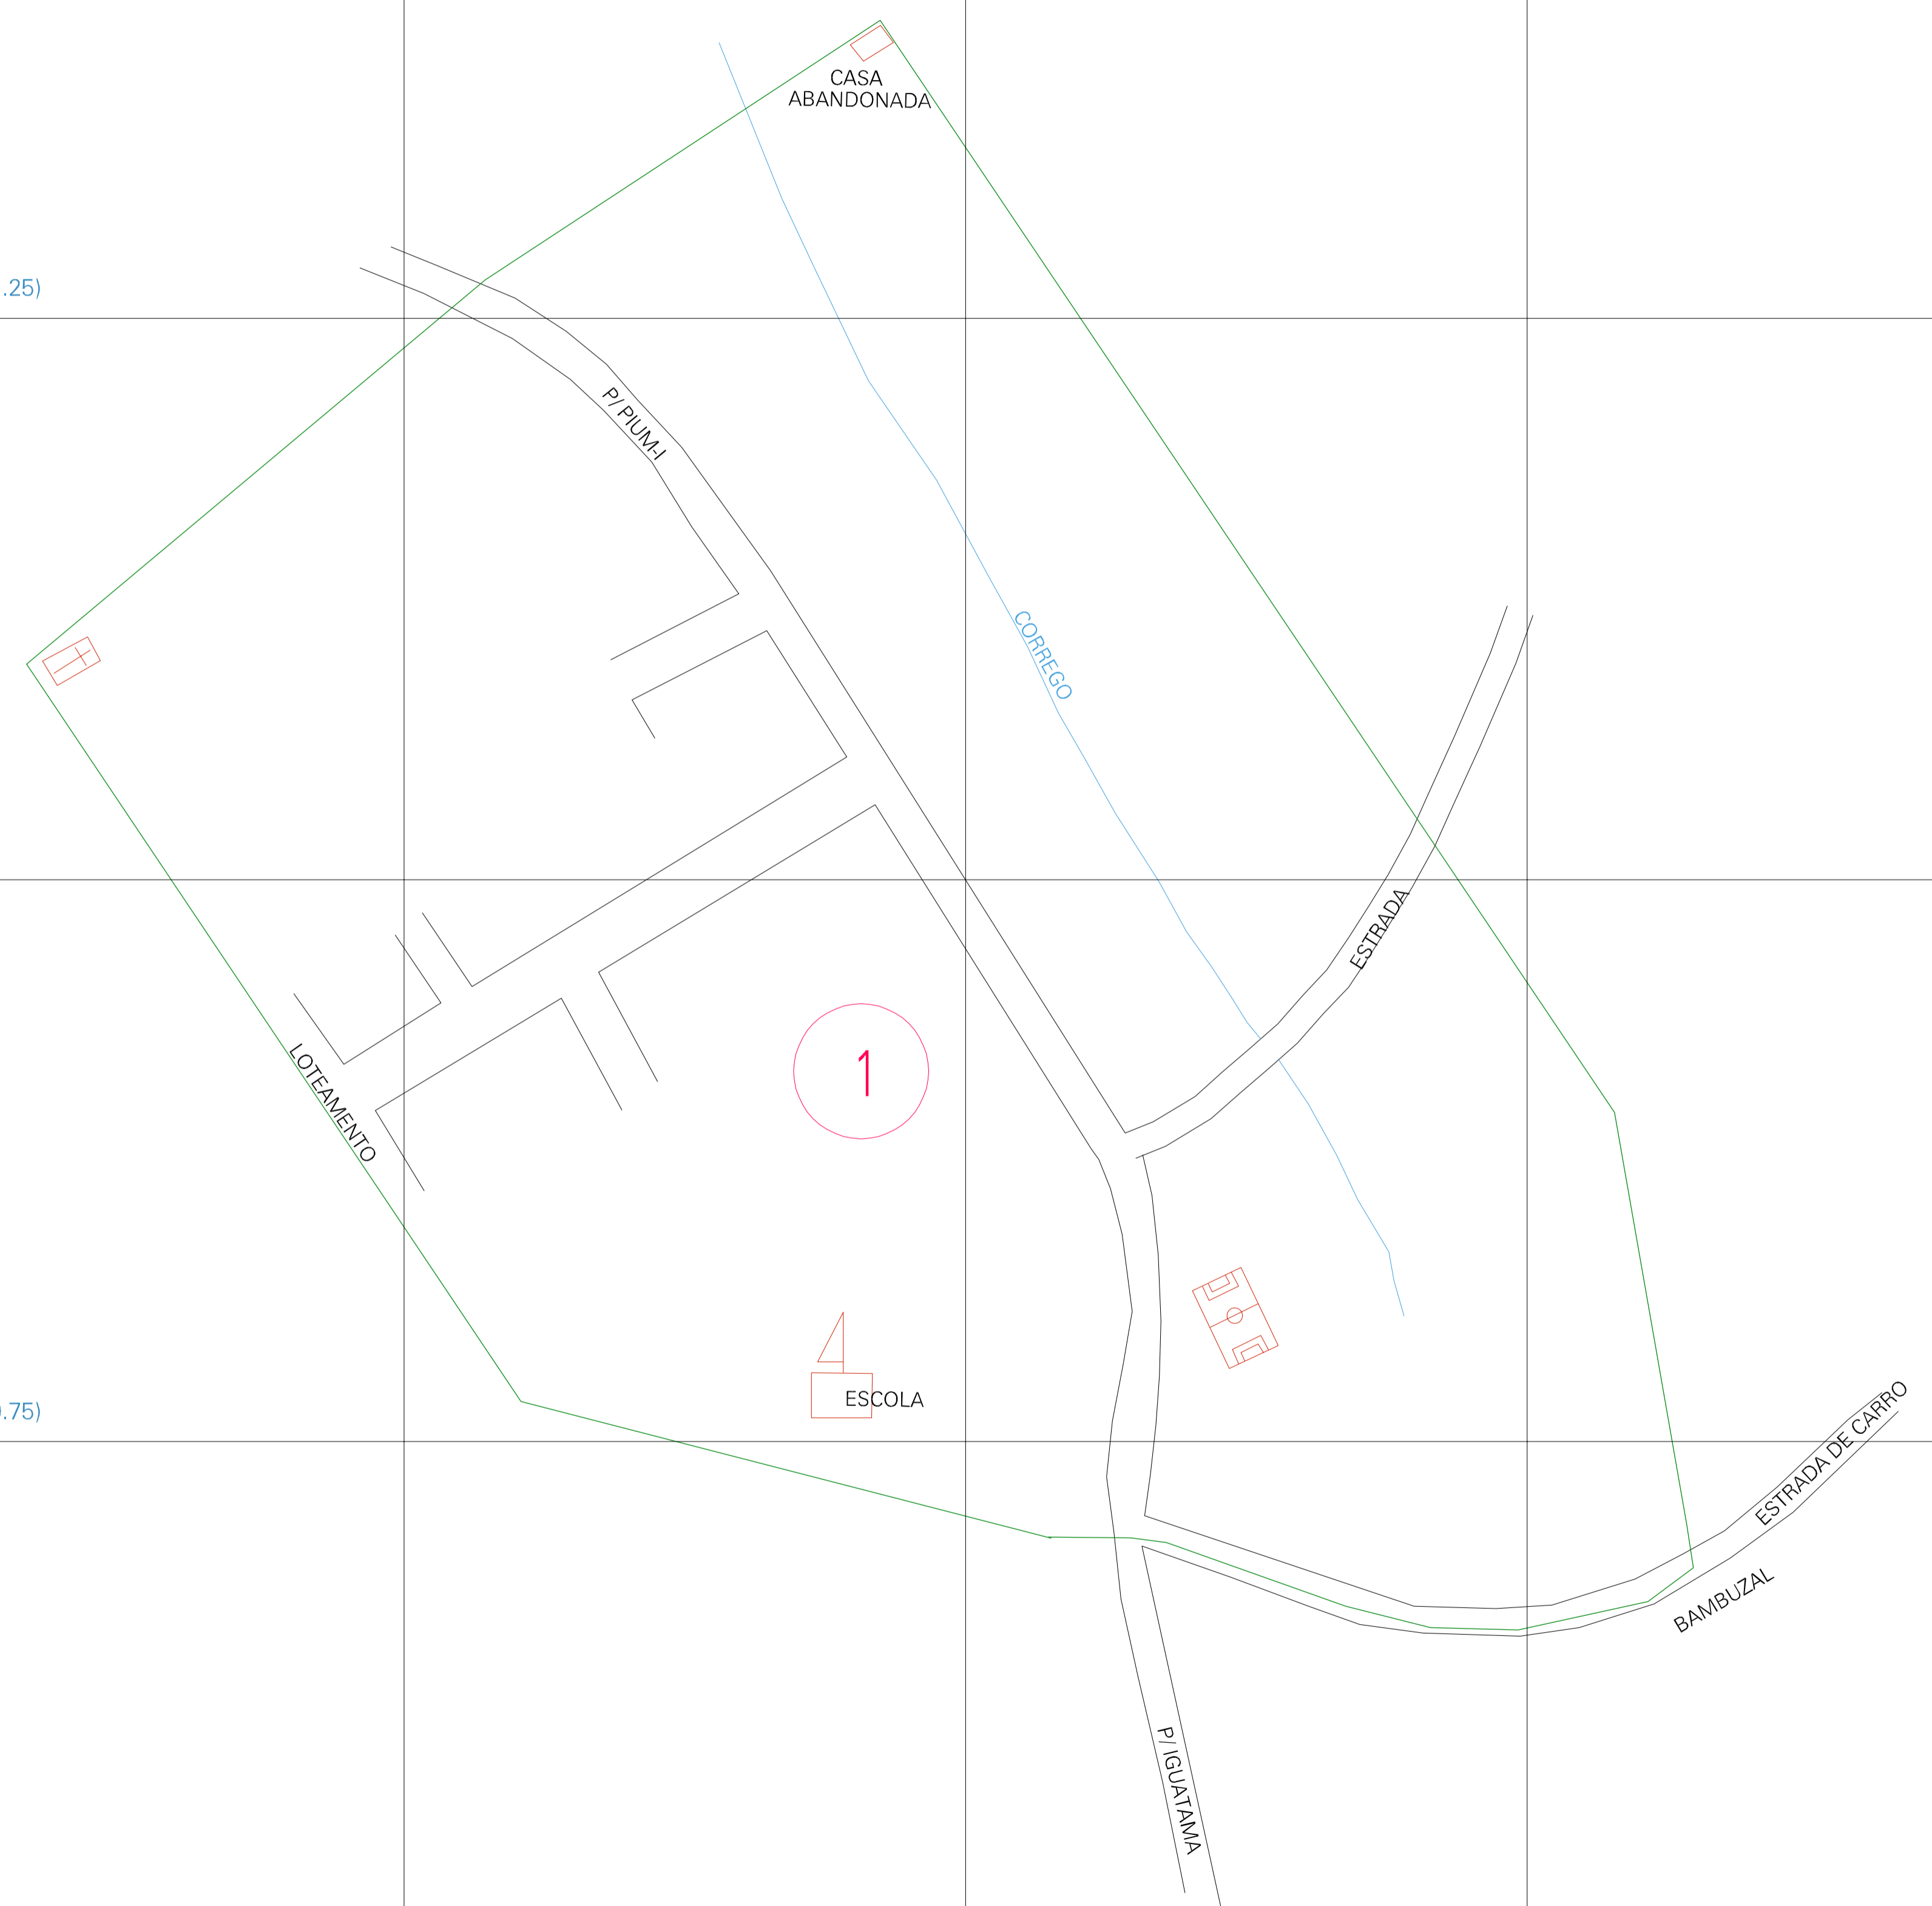 CASA
ABANDONADA
.25)
P/ PIUM-I
CORREGO
ESTRADA
LOTEAMENTO
1
ESCOLA
.75)
ESTRADA DE CARRO
BAMBUZAL
P/ IGUATAMA